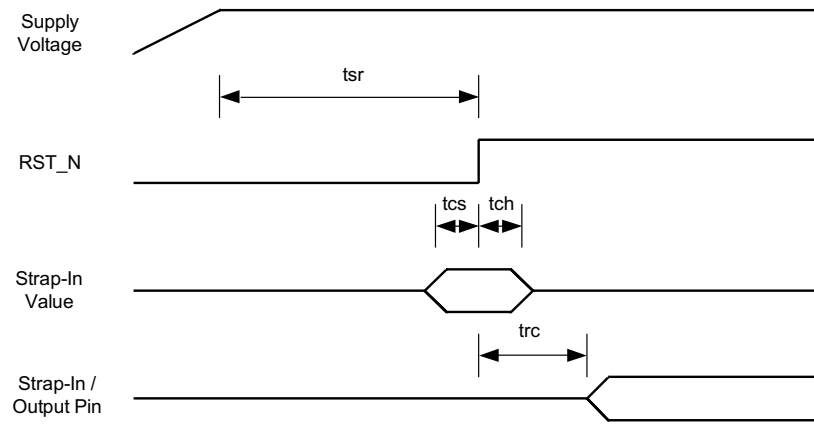 Supply
Voltage
tsr
RST_N
tcs
tch
Strap-In
Value
trc
Strap-In /
Output Pin